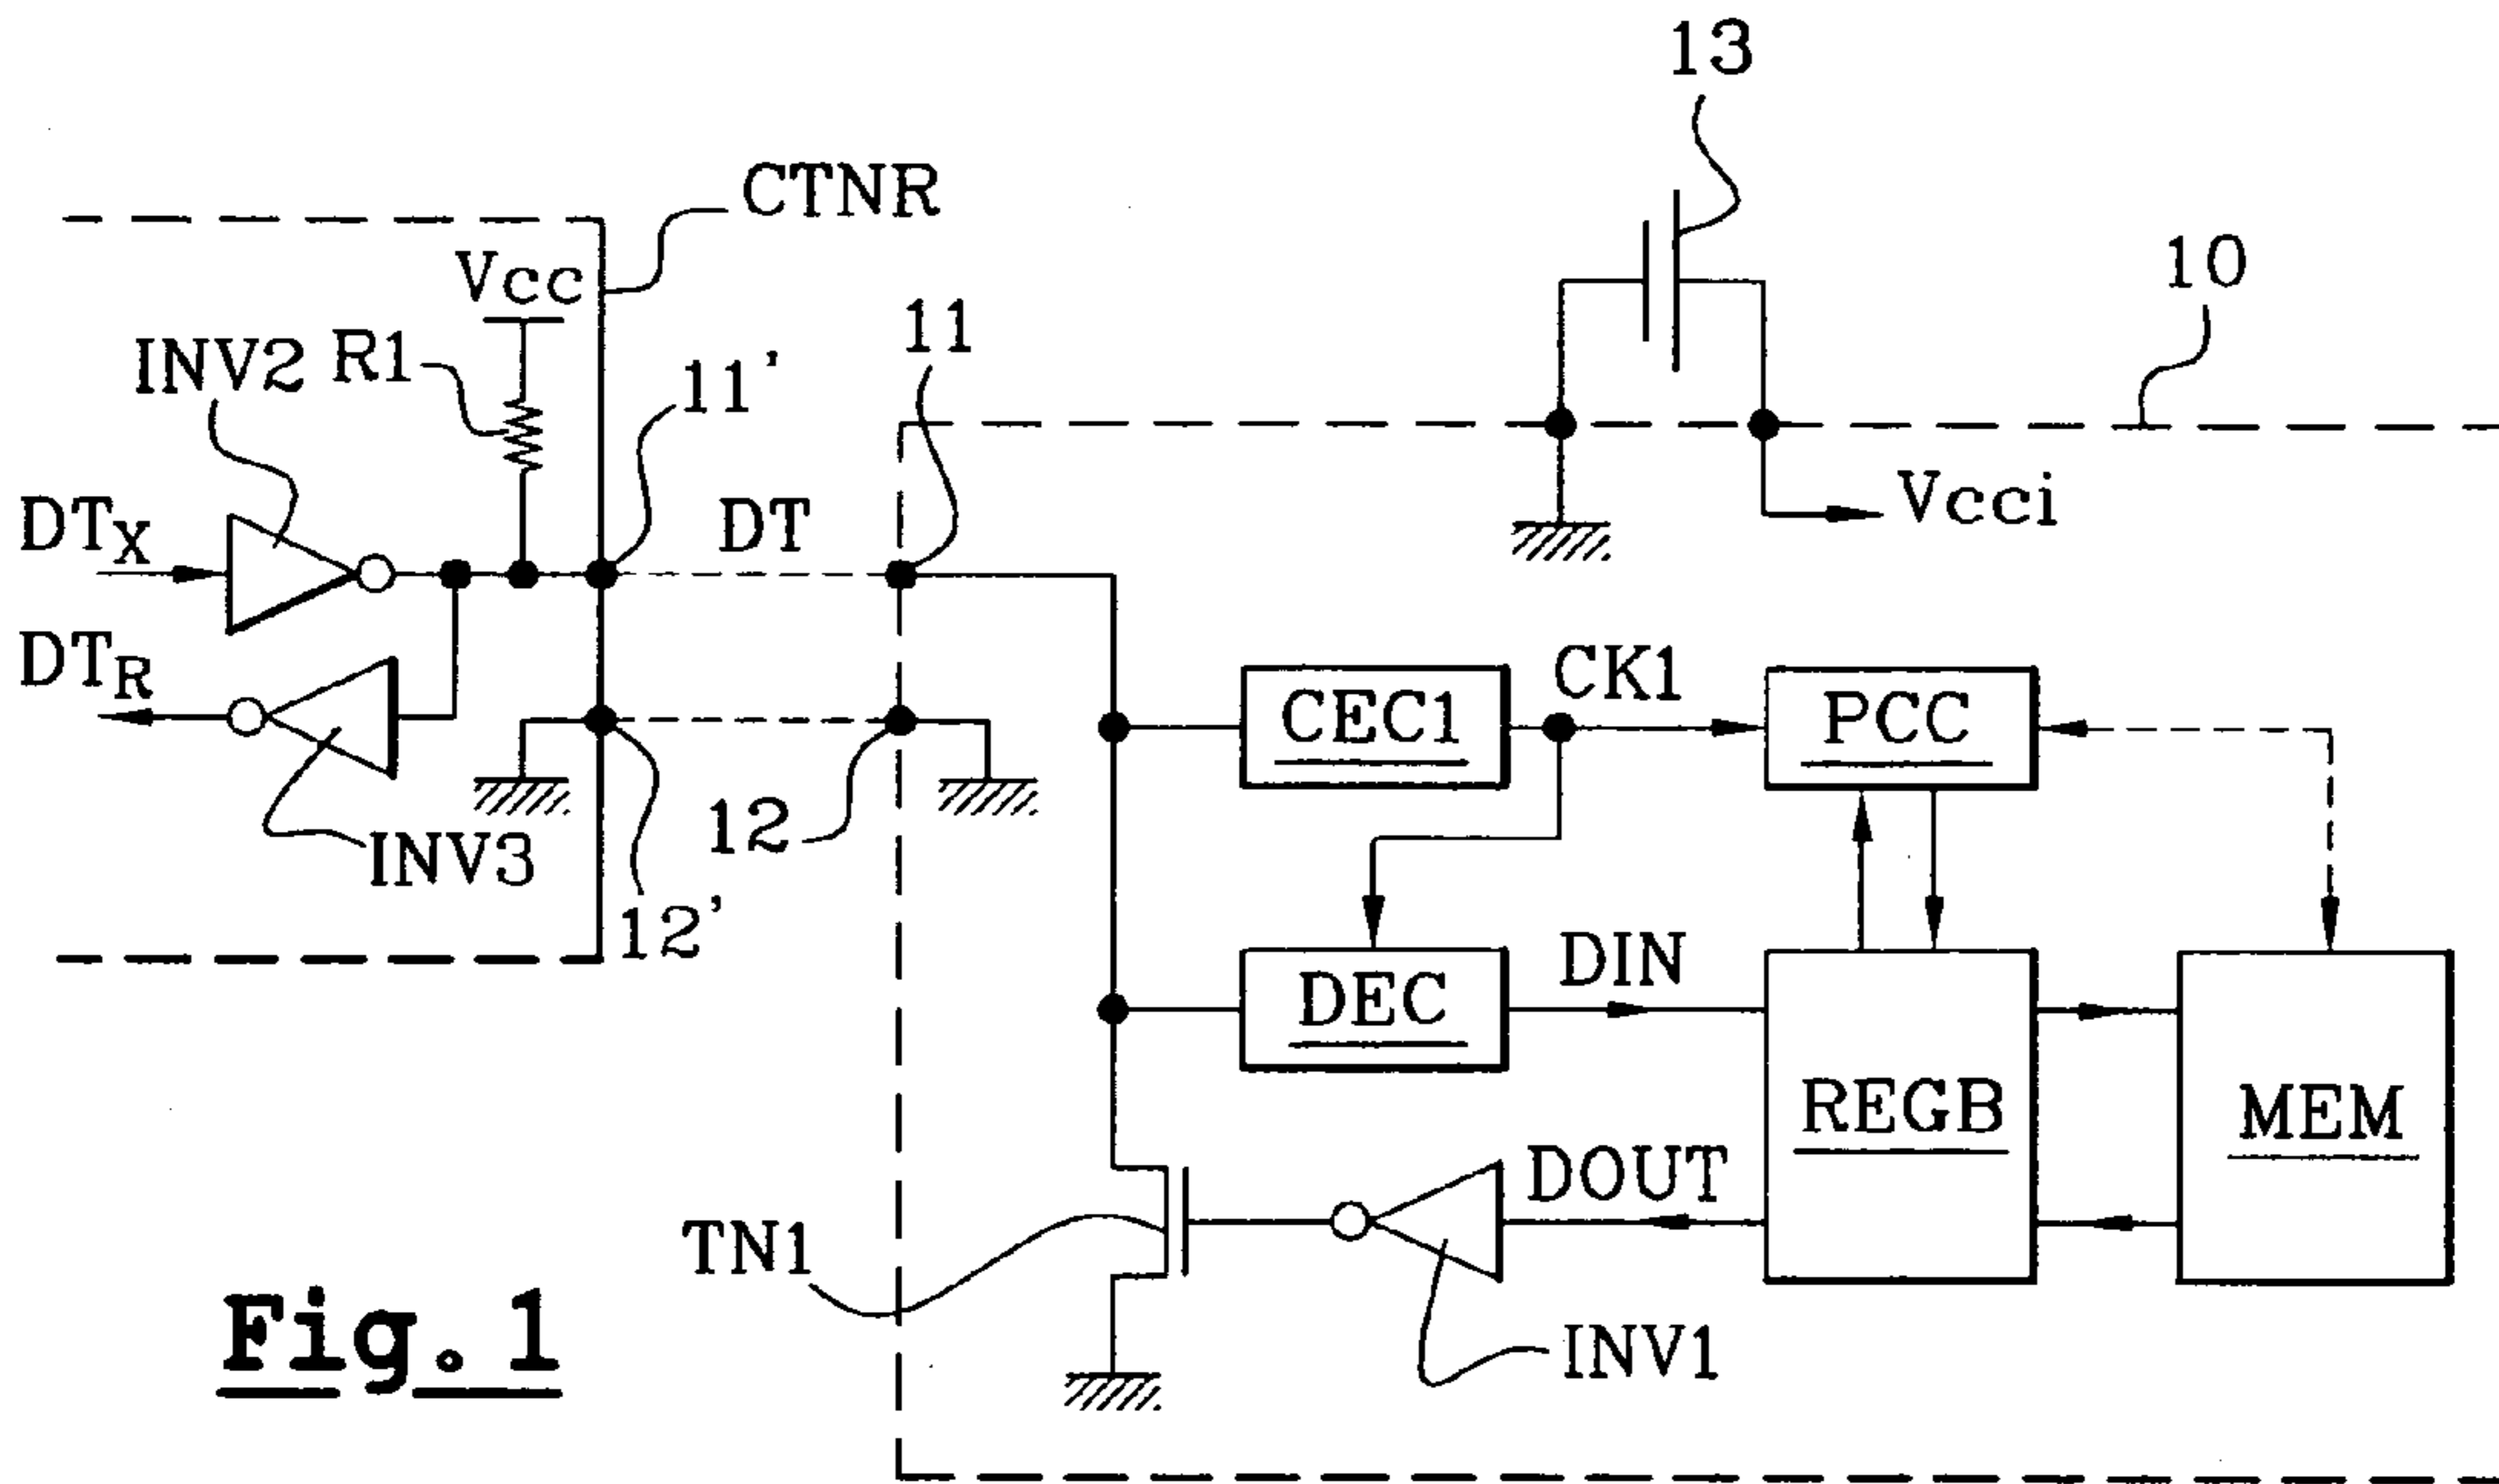 13
CTNR
Vcc
10
11
INV2
R1
11'
Vcci
DTX
DT
DTR
CK1
CEC1
PCC
12
INV3
12'
DIN
DEC
REGB
MEM
DOUT
TN1
INV1
Fig. 1